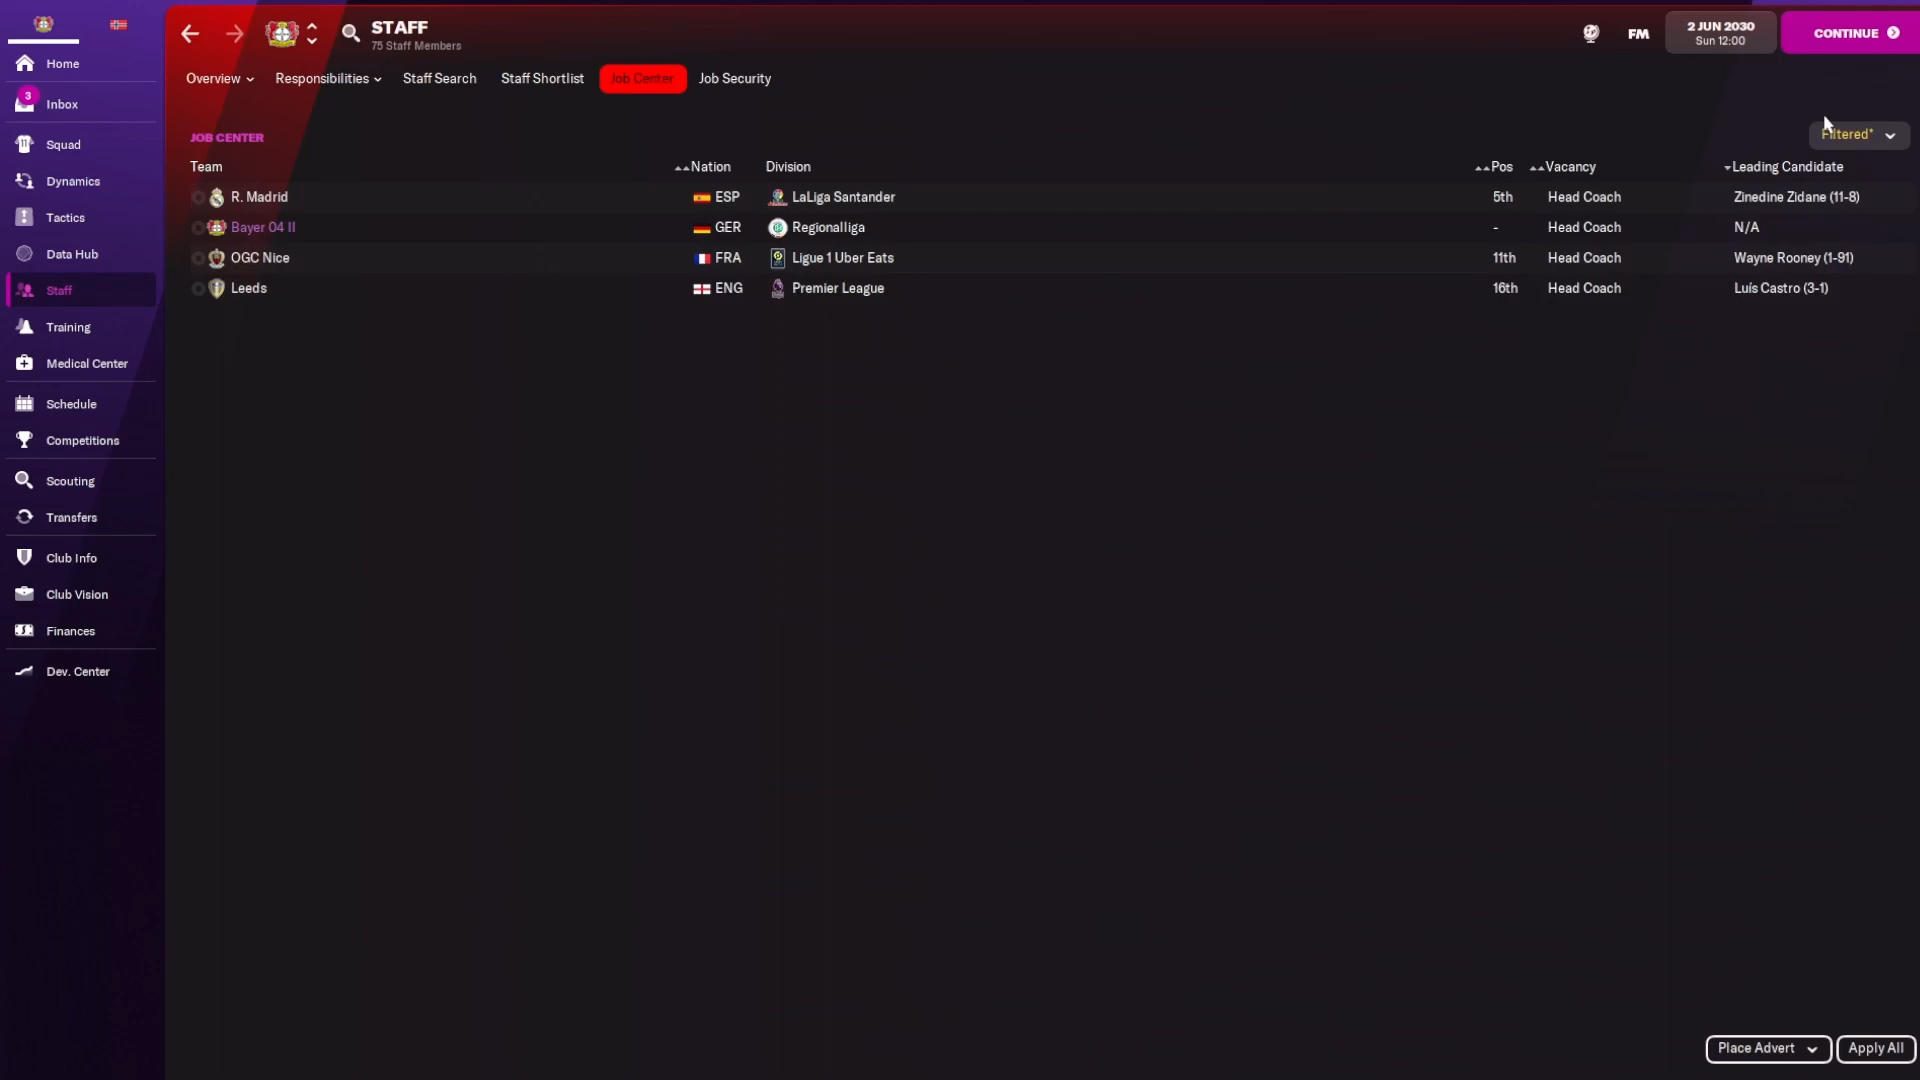 STAFF
75 Staff Members
FM
2 JUN 2030
Sun 12:00
CONTINUE
Home
3
Inbox
Squad
Dynamics
Tactics
Data Hub
Staff
Training
Medical Center
Schedule
Competitions
Scouting
Transfers
Club Info
Club Vision
Finances
Dev. Center
Overview Responsibilities Staff Search Staff Shortlist Job Center Job Security
JOB CENTER
Filtered*
Team Nation Division Pos Vacancy Leading Candidate
R. Madrid ESP LaLiga Santander 5th Head Coach Zinedine Zidane (11-8)
Bayer 04 II GER Regionalliga - Head Coach N/A
OGC Nice FRA Ligue 1 Uber Eats 11th Head Coach Wayne Rooney (1-91)
Leeds ENG Premier League 16th Head Coach Luís Castro (3-1)
Place Advert Apply All